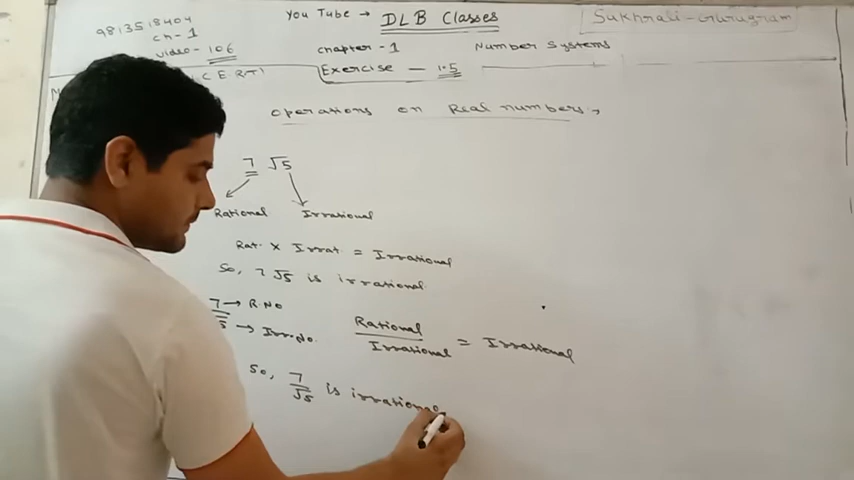 You Tube → DLB Classes
Sukhrali - Gurugram
9813518404
ch-1
video - 106
chapter - 1 Number Systems
N C E R T)
Exercise - 1.5
Operations on Real numbers,
7 √5
Rational Irrational
Rat. × Irrat. = Irrational
So, 7√5 is irrational
7 → R.No
5 → Irr.No.
Rational
Irrational = Irrational
So, 7/√5 is irrational